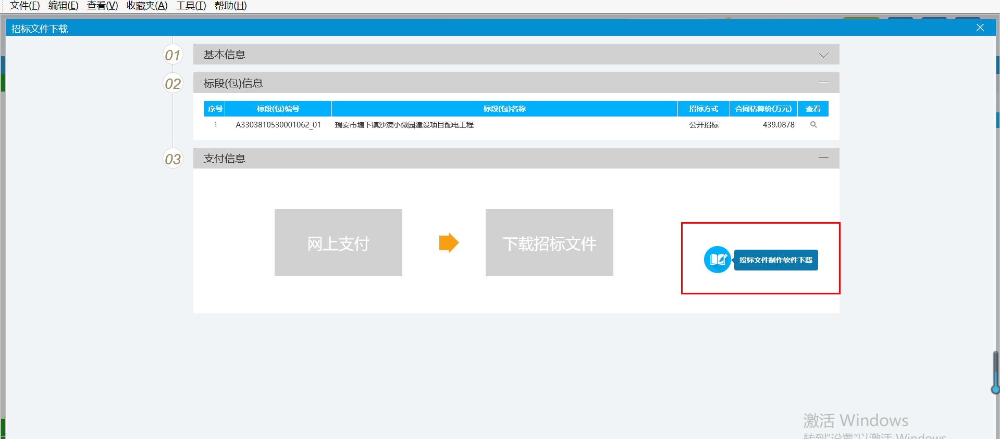 文件(F) 编辑(E) 查看(V) 收藏夹(A) 工具(T) 帮助(H)
招标文件下载
01 基本信息
02 标段(包)信息
序号 标段(包)编号 标段(包)名称 招标方式 合同估算价(万元) 查看
1 A3303810530001062_01 瑞安市塘下镇沙渎小微园建设项目配电工程 公开招标 439.0878
03 支付信息
网上支付 下载招标文件
投标文件制作软件下载
激活 Windows
转到"设置"以激活 Windows